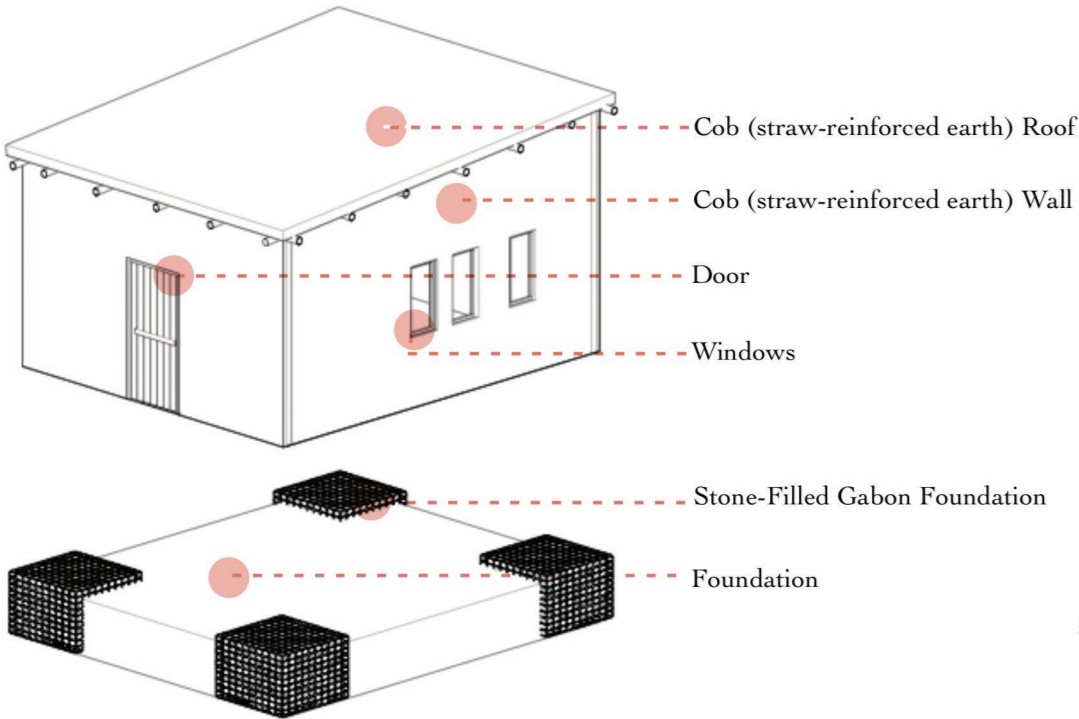 Cob (straw-reinforced earth) Roof
Cob (straw-reinforced earth) Wall
Door
Windows
Stone-Filled Gabon Foundation
Foundation